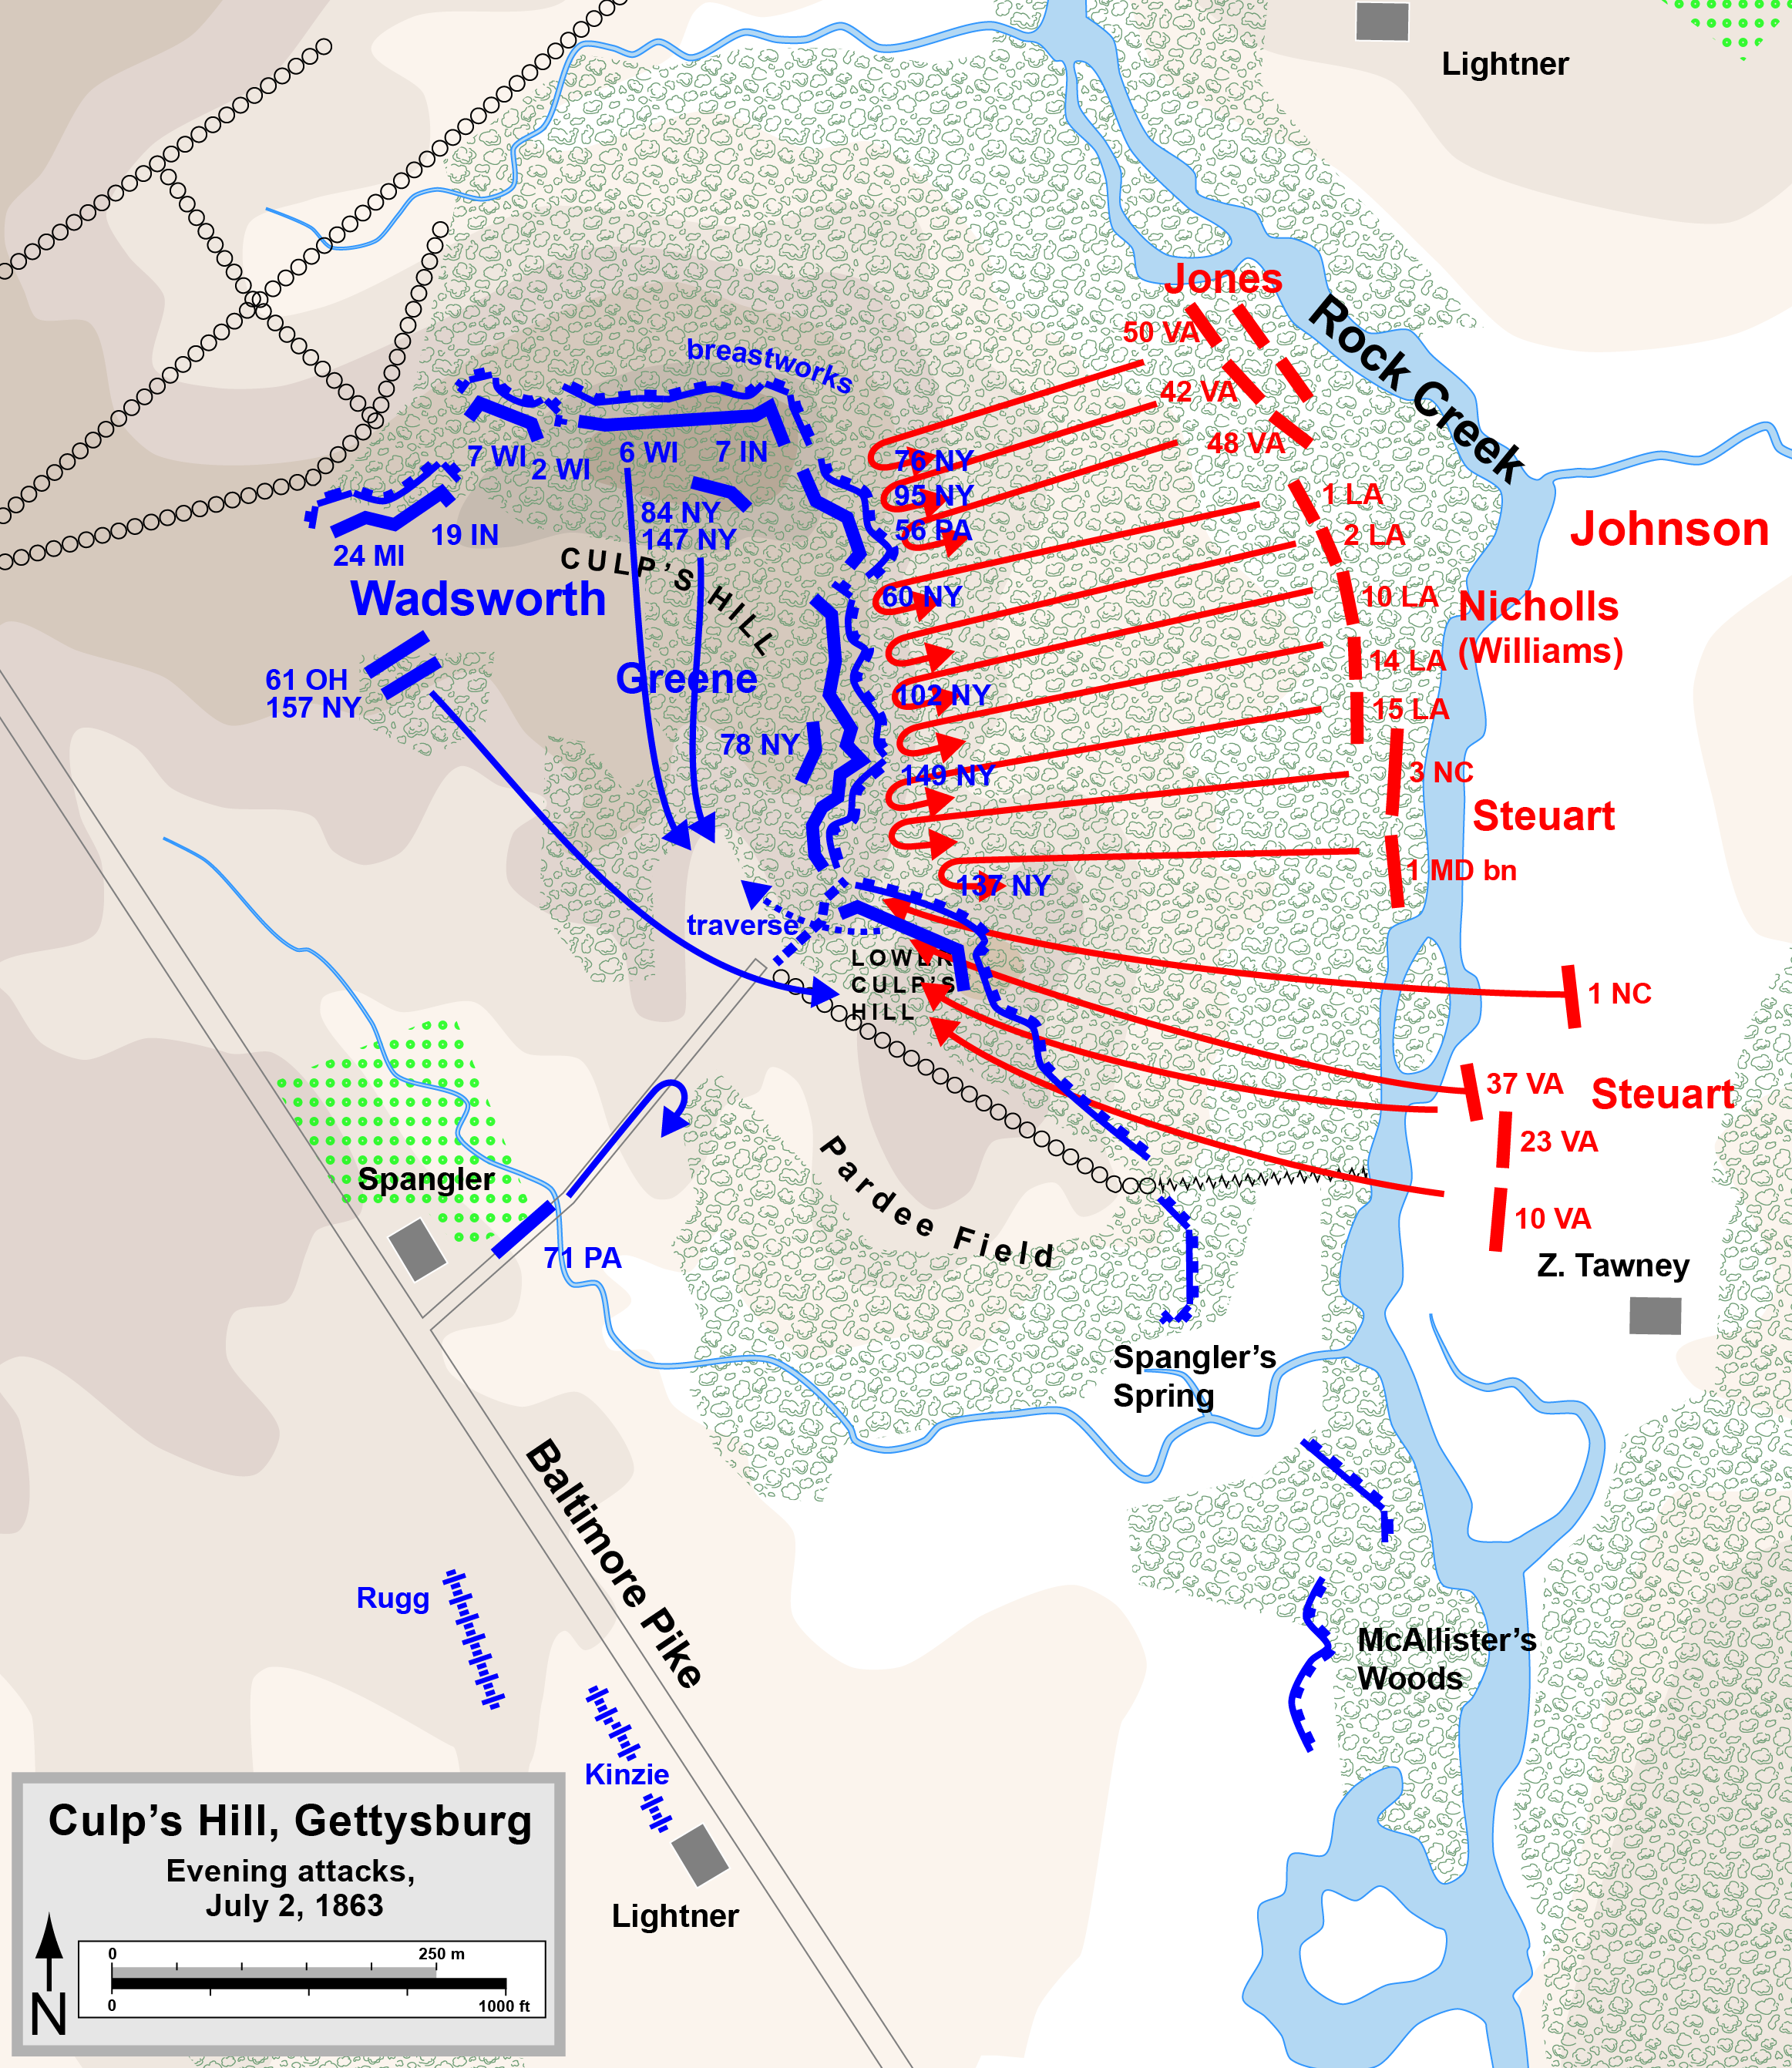 Lightner
Jones
50 VA
Rock Creek
breastworks
42 VA
48 VA
7 WI
2 WI
6 WI
7 IN
76 NY
95 NY
56 PA
1 LA
2 LA
Johnson
84 NY
147 NY
19 IN
24 MI
CULP’S HILL
Wadsworth
60 NY
10 LA
Nicholls
(Williams)
14 LA
61 OH
157 NY
Greene
102 NY
15 LA
78 NY
149 NY
3 NC
Steuart
1 MD bn
137 NY
traverse
LOWER
CULP’S
HILL
1 NC
37 VA
Steuart
23 VA
10 VA
Spangler
Pardee Field
71 PA
Z. Tawney
Spangler’s
Spring
Baltimore Pike
Rugg
McAllister’s
Woods
Kinzie
Lightner
Culp’s Hill, Gettysburg
Evening attacks,
July 2, 1863
0
250 m
0
1000 ft
N